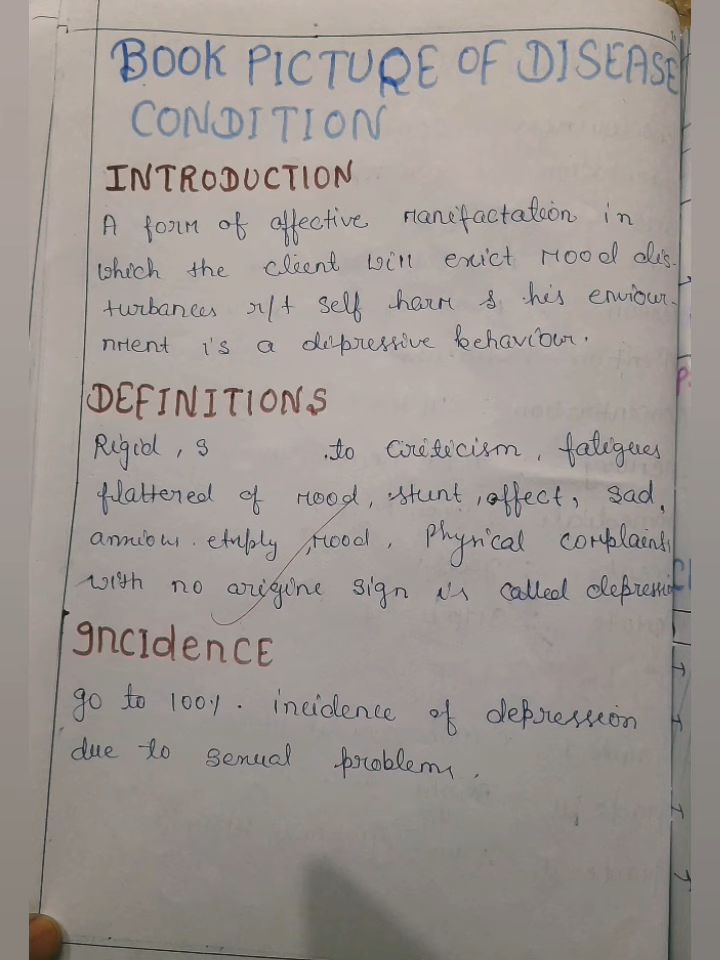 BOOK PICTURE OF DISEASE
CONDITION
INTRODUCTION
A form of affective manifactation in
which the client will exict mood dis-
turbances r/t self harm & his enviour-
nment is a depressive behaviour.
DEFINITIONS
Rigid, s .to criticism, fatigues
flattered of mood, stunt, affect, sad,
anxious. etmply, mood, Physical complaints
with no origine sign is called depression
INCIdENCE
go to 100%. incidence of depression
due to sexual problems.